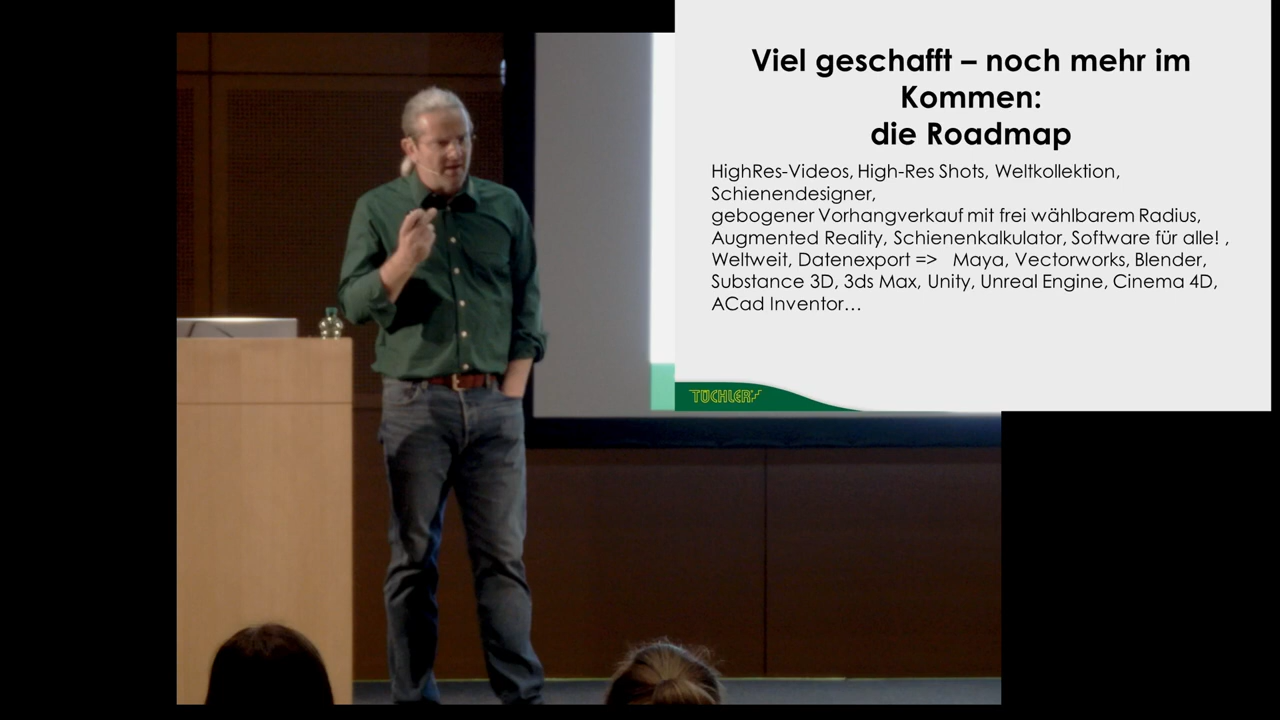 Viel geschafft – noch mehr im
Kommen:
die Roadmap
HighRes-Videos, High-Res Shots, Weltkollektion,
Schienendesigner,
gebogener Vorhangverkauf mit frei wählbarem Radius,
Augmented Reality, Schienenkalkulator, Software für alle! ,
Weltweit, Datenexport => Maya, Vectorworks, Blender,
Substance 3D, 3ds Max, Unity, Unreal Engine, Cinema 4D,
ACad Inventor…
TÜCHLER